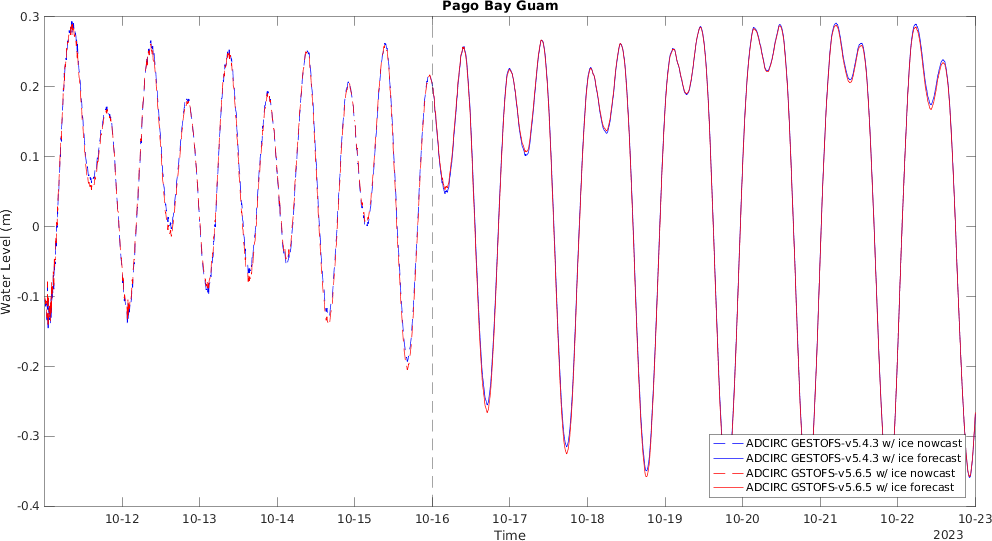 Pago Bay Guam
0.3
0.2
0.1
0
-0.1
-0.2
-0.3
-0.4
Water Level (m)
10-12 10-13 10-14 10-15 10-16 10-17 10-18 10-19 10-20 10-21 10-22 10-23
Time
2023
ADCIRC GESTOFS-v5.4.3 w/ ice nowcast
ADCIRC GESTOFS-v5.4.3 w/ ice forecast
ADCIRC GSTOFS-v5.6.5 w/ ice nowcast
ADCIRC GSTOFS-v5.6.5 w/ ice forecast